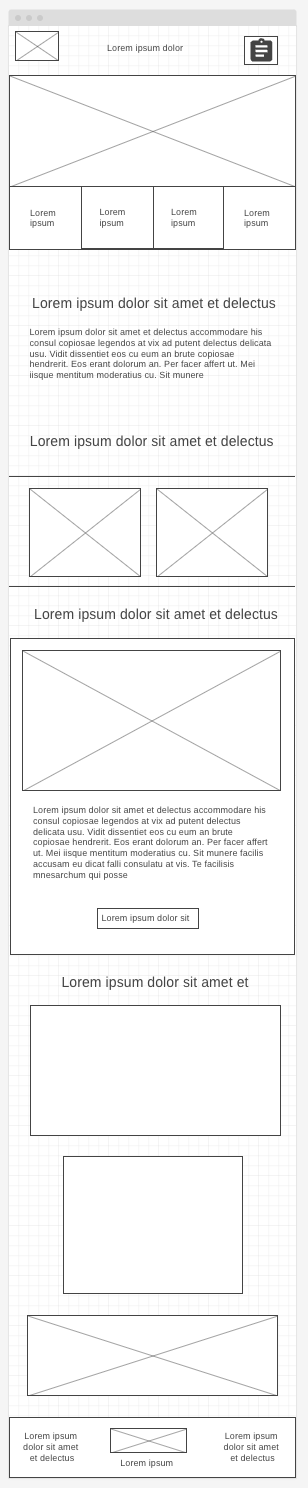 Lorem ipsum dolor
Lorem
ipsum
Lorem
ipsum
Lorem
ipsum
Lorem
ipsum
Lorem ipsum dolor sit amet et delectus
Lorem ipsum dolor sit amet et delectus accommodare his
consul copiosae legendos at vix ad putent delectus delicata
usu. Vidit dissentiet eos cu eum an brute copiosae
hendrerit. Eos erant dolorum an. Per facer affert ut. Mei
iisque mentitum moderatius cu. Sit munere
Lorem ipsum dolor sit amet et delectus
Lorem ipsum dolor sit amet et delectus
Lorem ipsum dolor sit amet et delectus accommodare his
consul copiosae legendos at vix ad putent delectus
delicata usu. Vidit dissentiet eos cu eum an brute
copiosae hendrerit. Eos erant dolorum an. Per facer affert
ut. Mei iisque mentitum moderatius cu. Sit munere facilis
accusam eu dicat falli consulatu at vis. Te facilisis
mnesarchum qui posse
Lorem ipsum dolor sit
Lorem ipsum dolor sit amet et
Lorem ipsum
dolor sit amet
et delectus
Lorem ipsum
Lorem ipsum
dolor sit amet
et delectus